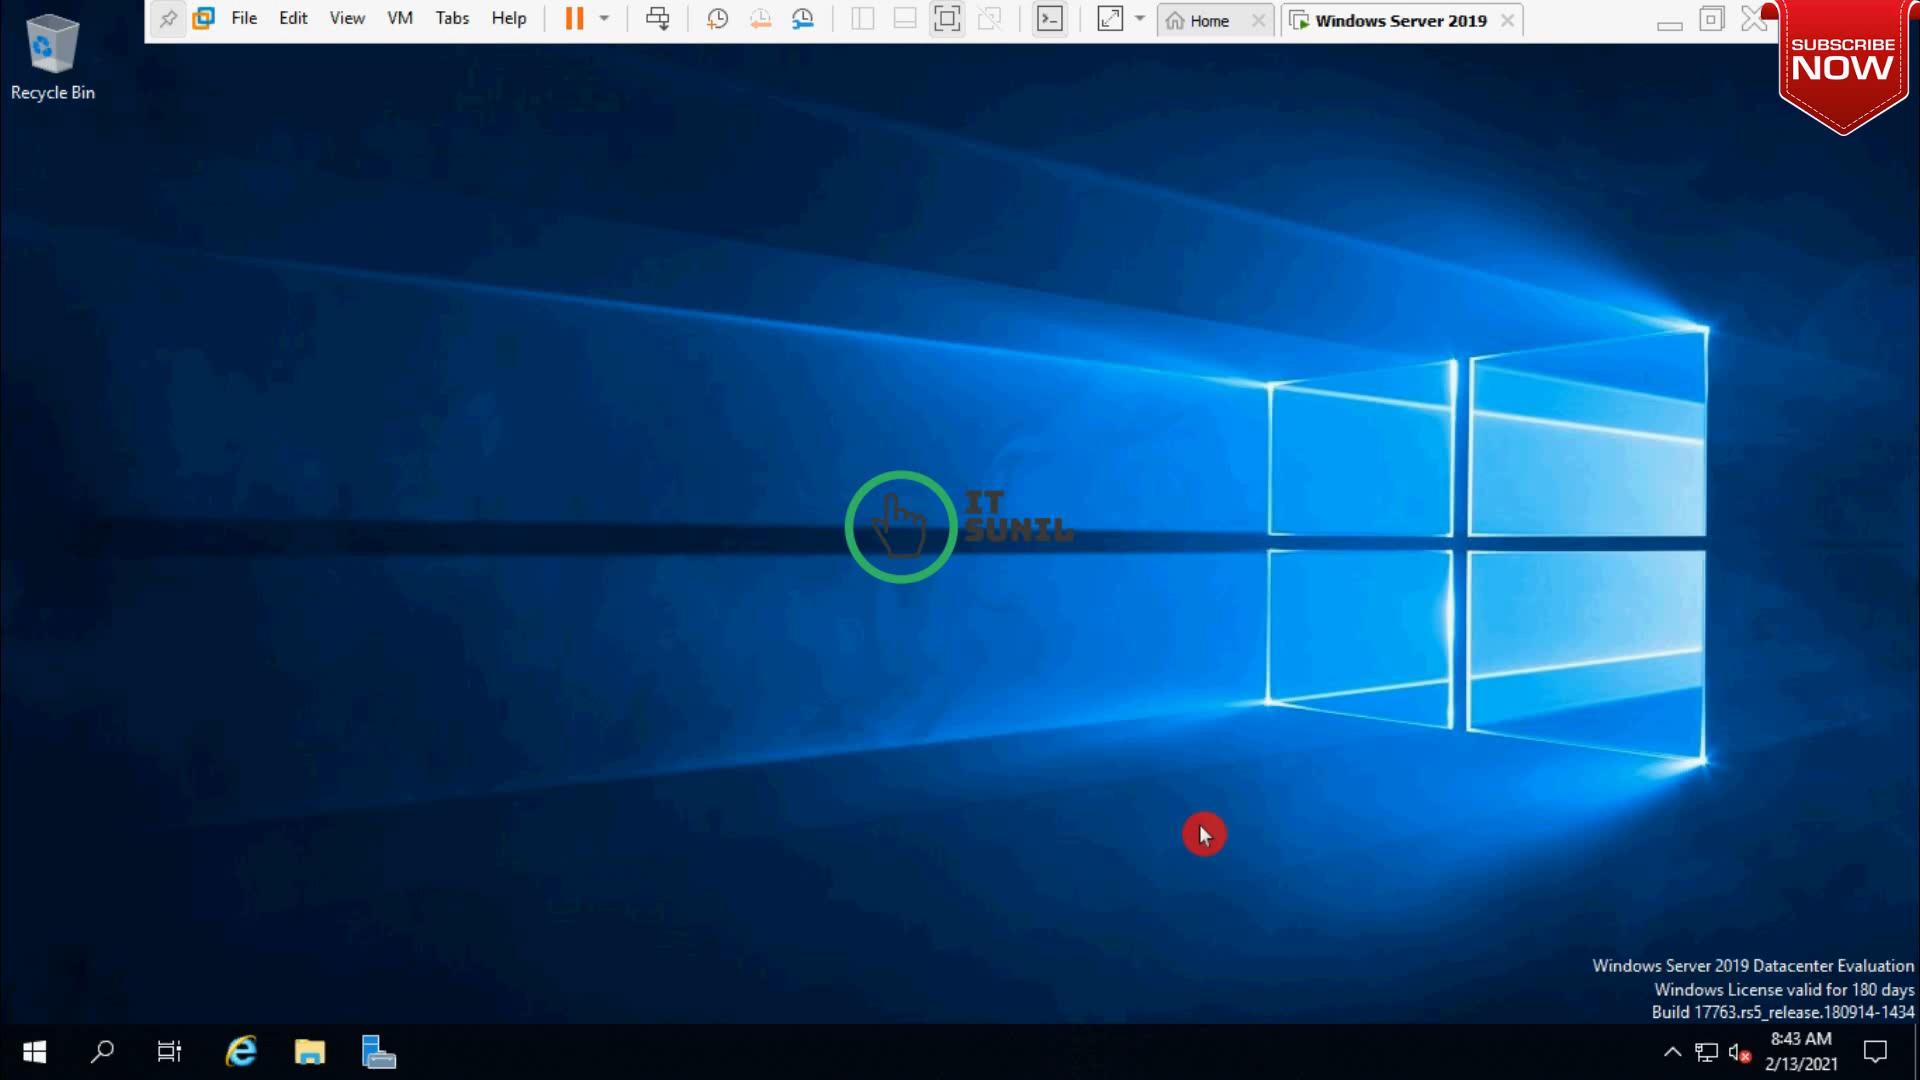 File Edit View VM Tabs Help
Home
Windows Server 2019
SUBSCRIBE
NOW
Recycle Bin
IT
SUNIL
Windows Server 2019 Datacenter Evaluation
Windows License valid for 180 days
Build 17763.rs5_release.180914-1434
8:43 AM
2/13/2021